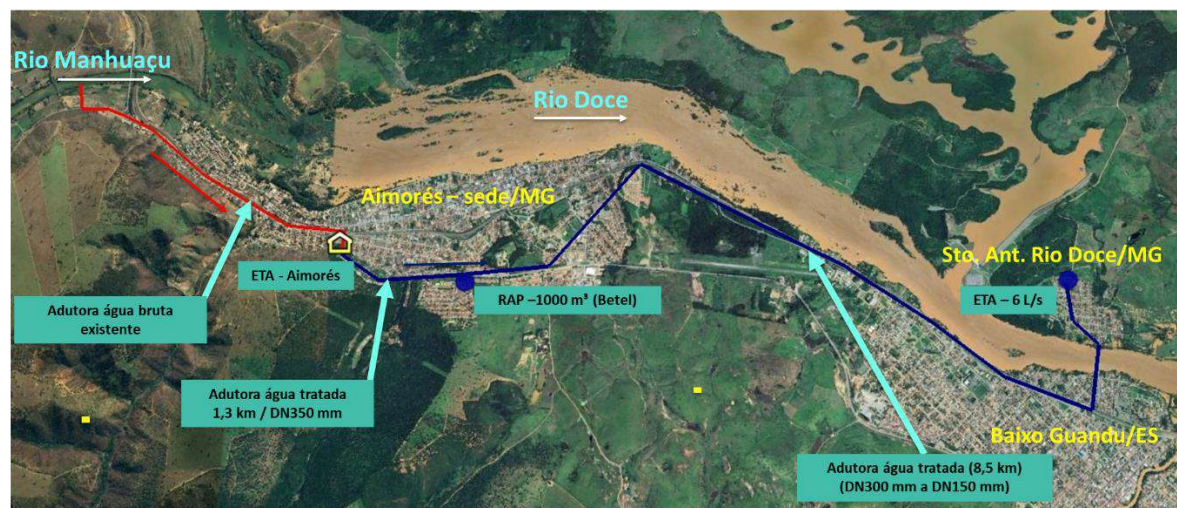 Rio Manhuaçu
Rio Doce
Aimorés – sede/MG
Sto. Ant. Rio Doce/MG
ETA - Aimorés
RAP –1000 m³ (Betel)
ETA – 6 L/s
Adutora água bruta
existente
Adutora água tratada
1,3 km / DN350 mm
Baixo Guandu/ES
Adutora água tratada (8,5 km)
(DN300 mm a DN150 mm)